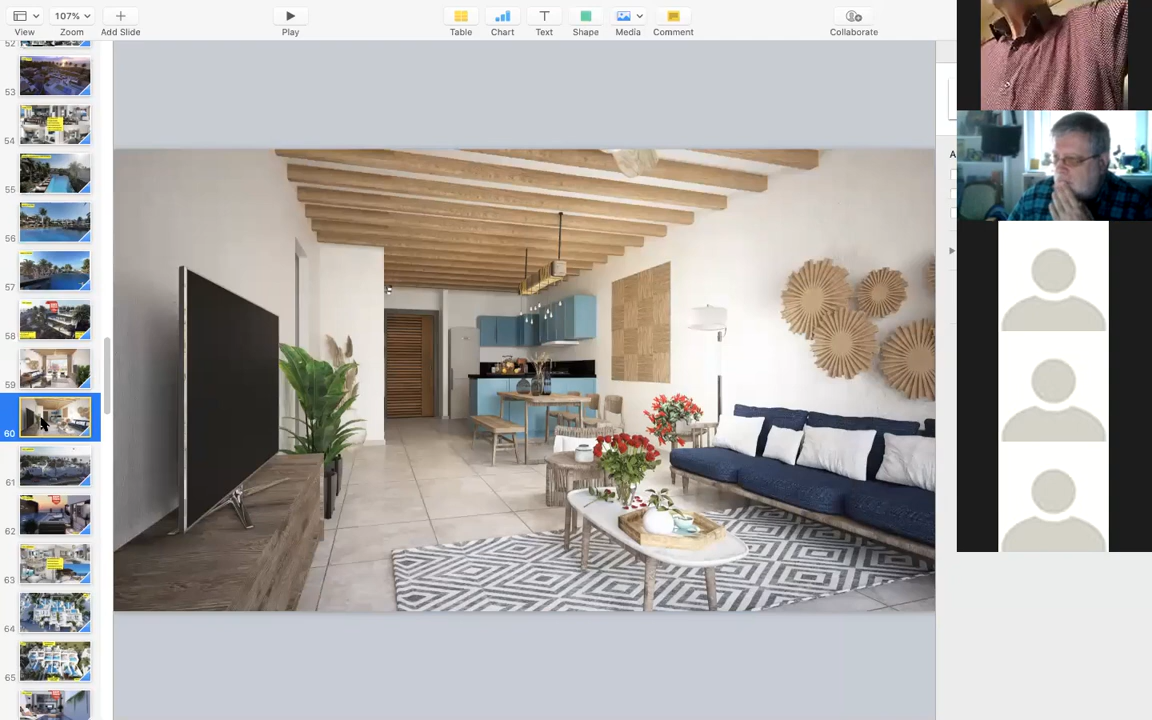 107%
View
Zoom
Add Slide
Play
Table
Chart
Text
Shape
Media
Comment
Collaborate
52
53
54
55
56
57
58
59
60
61
62
63
64
65
A